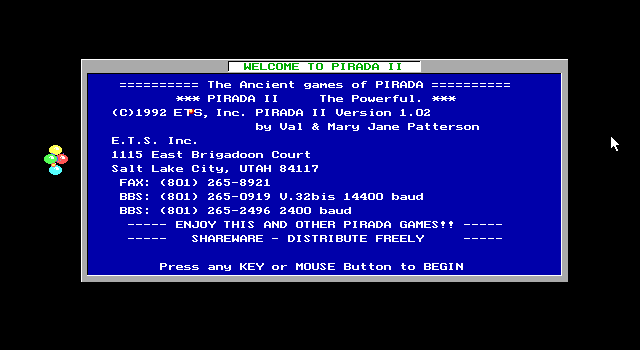 WELCOME TO PIRADA II
========== The Ancient games of PIRADA ==========
*** PIRADA II     The Powerful. ***
(C)1992 ETS, Inc. PIRADA II Version 1.02
by Val & Mary Jane Patterson
E.T.S. Inc.
1115 East Brigadoon Court
Salt Lake City, UTAH 84117
FAX: (801) 265-8921
BBS: (801) 265-0919 V.32bis 14400 baud
BBS: (801) 265-2496 2400 baud
----- ENJOY THIS AND OTHER PIRADA GAMES!! -----
-----   SHAREWARE - DISTRIBUTE FREELY     -----
Press any KEY or MOUSE Button to BEGIN